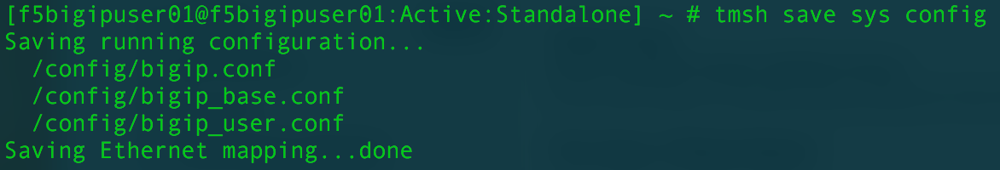 [f5bigipuser01@f5bigipuser01:Active:Standalone] ~ # tmsh save sys config
Saving running configuration...
  /config/bigip.conf
  /config/bigip_base.conf
  /config/bigip_user.conf
Saving Ethernet mapping...done